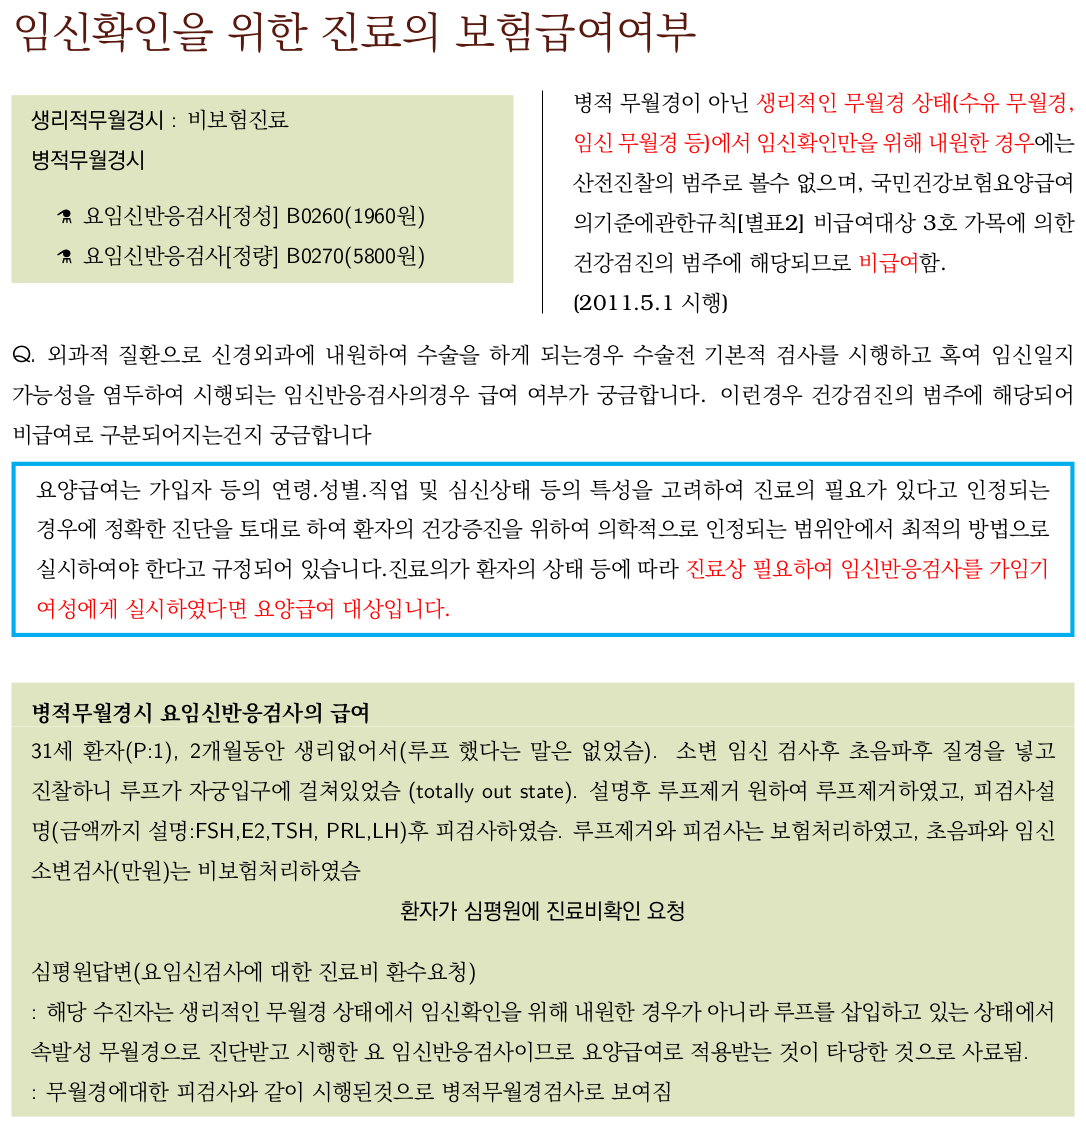 임신확인을 위한 진료의 보험급여여부
생리적무월경시 : 비보험진료
병적무월경시
요임신반응검사[정성] B0260(1960원)
요임신반응검사[정량] B0270(5800원)
병적 무월경이 아닌 생리적인 무월경 상태(수유 무월경,
임신 무월경 등)에서 임신확인만을 위해 내원한 경우에는
산전진찰의 범주로 볼수 없으며, 국민건강보험요양급여
의기준에관한규칙[별표2] 비급여대상 3호 가목에 의한
건강검진의 범주에 해당되므로 비급여함.
(2011.5.1 시행)
Q. 외과적 질환으로 신경외과에 내원하여 수술을 하게 되는경우 수술전 기본적 검사를 시행하고 혹여 임신일지
가능성을 염두하여 시행되는 임신반응검사의경우 급여 여부가 궁금합니다. 이런경우 건강검진의 범주에 해당되어
비급여로 구분되어지는건지 궁금합니다
요양급여는 가입자 등의 연령.성별.직업 및 심신상태 등의 특성을 고려하여 진료의 필요가 있다고 인정되는
경우에 정확한 진단을 토대로 하여 환자의 건강증진을 위하여 의학적으로 인정되는 범위안에서 최적의 방법으로
실시하여야 한다고 규정되어 있습니다.진료의가 환자의 상태 등에 따라 진료상 필요하여 임신반응검사를 가임기
여성에게 실시하였다면 요양급여 대상입니다.
병적무월경시 요임신반응검사의 급여
31세 환자(P:1), 2개월동안 생리없어서(루프 했다는 말은 없었슴). 소변 임신 검사후 초음파후 질경을 넣고
진찰하니 루프가 자궁입구에 걸쳐있었슴 (totally out state). 설명후 루프제거 원하여 루프제거하였고, 피검사설
명(금액까지 설명:FSH,E2,TSH, PRL,LH)후 피검사하였슴. 루프제거와 피검사는 보험처리하였고, 초음파와 임신
소변검사(만원)는 비보험처리하였슴
환자가 심평원에 진료비확인 요청
심평원답변(요임신검사에 대한 진료비 환수요청)
: 해당 수진자는 생리적인 무월경 상태에서 임신확인을 위해 내원한 경우가 아니라 루프를 삽입하고 있는 상태에서
속발성 무월경으로 진단받고 시행한 요 임신반응검사이므로 요양급여로 적용받는 것이 타당한 것으로 사료됨.
: 무월경에대한 피검사와 같이 시행된것으로 병적무월경검사로 보여짐